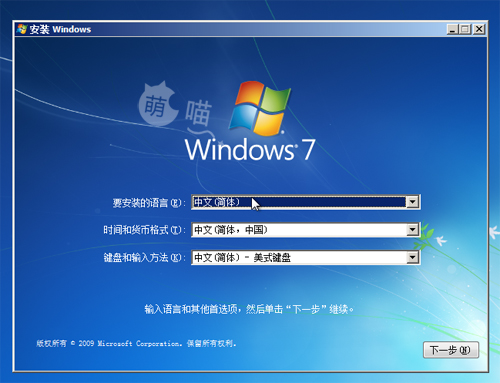 安装 Windows
萌喵
Windows 7
要安装的语言(E): 中文(简体)
时间和货币格式(T): 中文(简体，中国)
键盘和输入方法(K): 中文(简体) - 美式键盘
输入语言和其他首选项，然后单击“下一步”继续。
版权所有 © 2009 Microsoft Corporation。保留所有权利。
下一步(N)